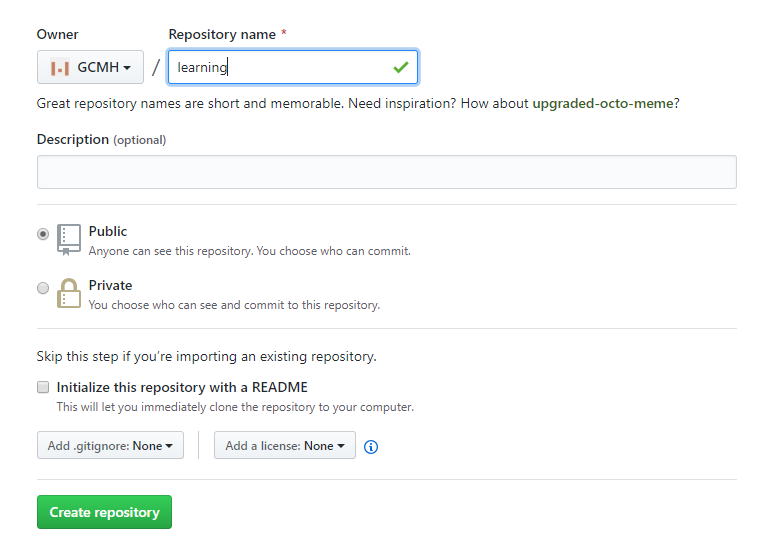 Owner Repository name *
GCMH / learning
Great repository names are short and memorable. Need inspiration? How about upgraded-octo-meme?
Description (optional)
Public
Anyone can see this repository. You choose who can commit.
Private
You choose who can see and commit to this repository.
Skip this step if you’re importing an existing repository.
Initialize this repository with a README
This will let you immediately clone the repository to your computer.
Add .gitignore: None Add a license: None
Create repository